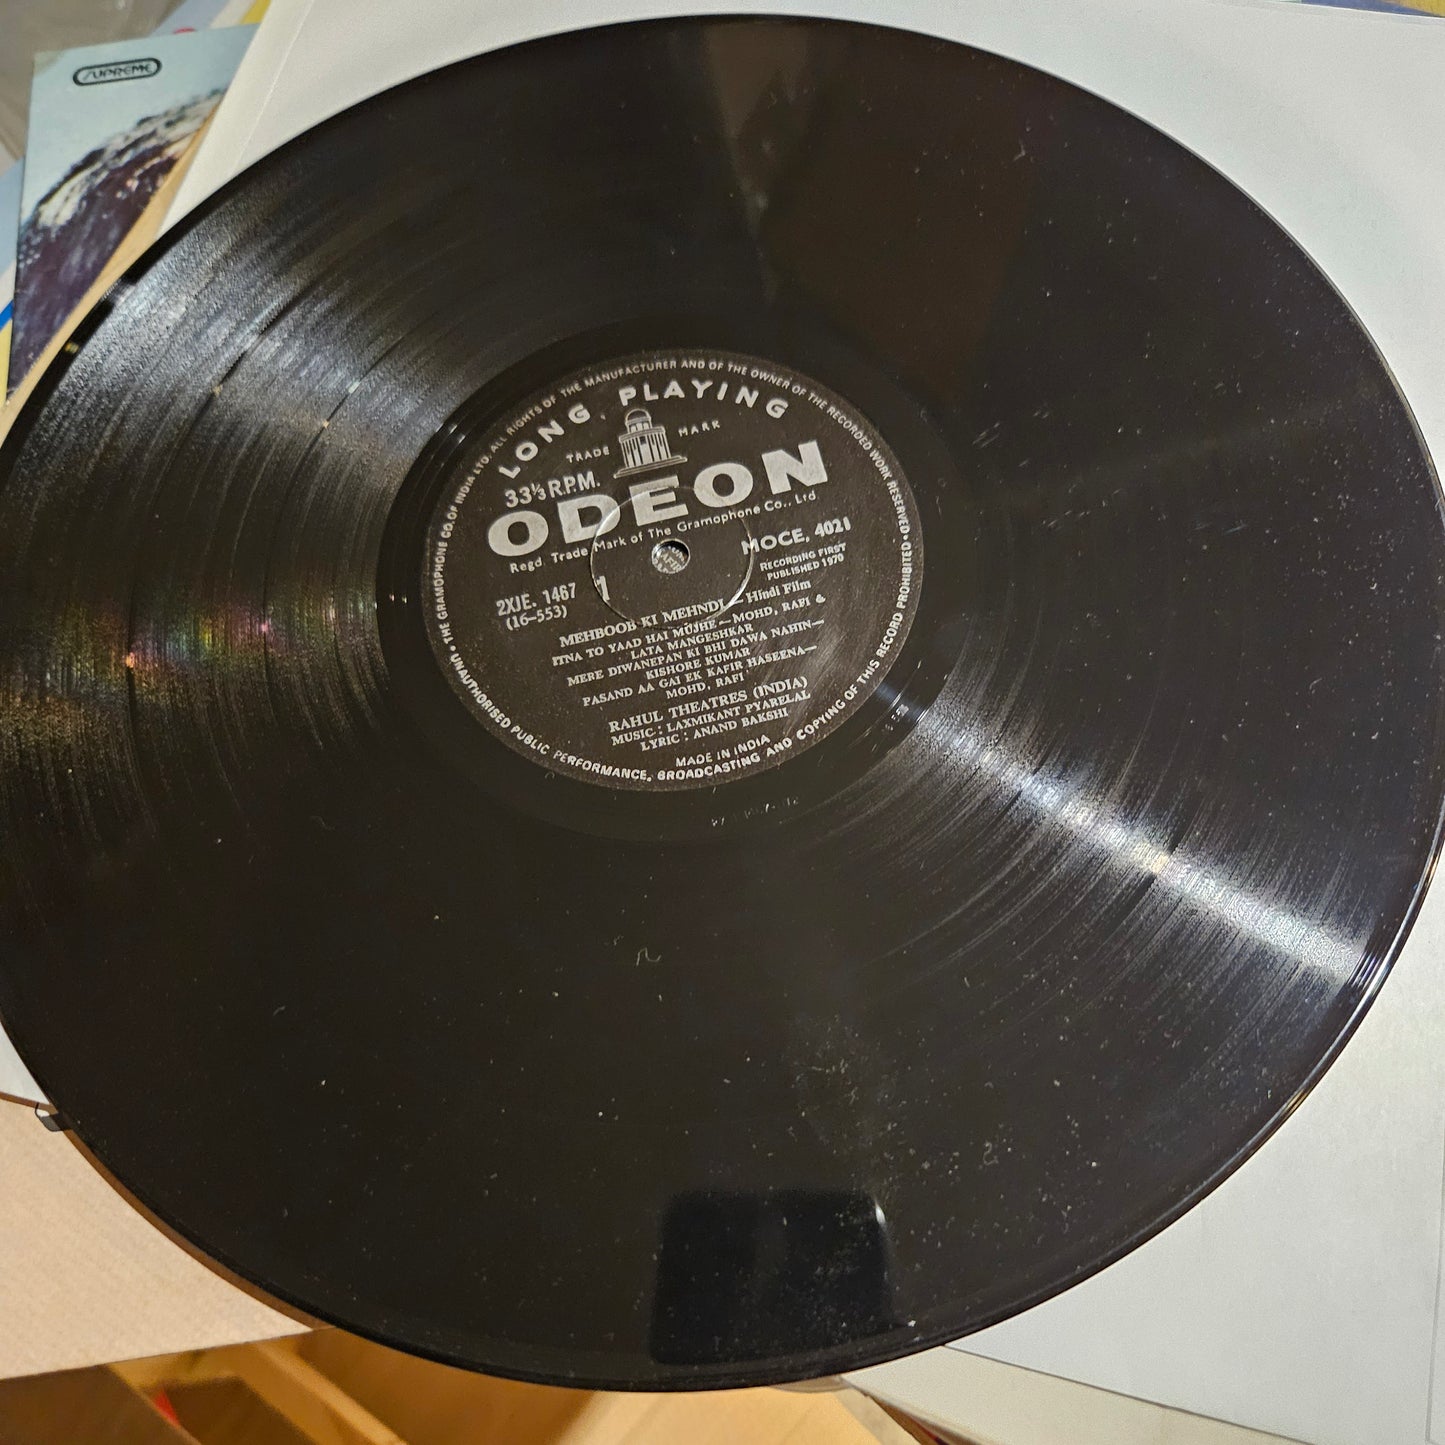 SUPREME
THE GRAMOPHONE CO. OF INDIA LTD. ALL RIGHTS OF THE MANUFACTURER AND OF THE OWNER OF THE RECORDED WORK RESERVED • UNAUTHORISED PUBLIC PERFORMANCE, BROADCASTING AND COPYING OF THIS RECORD PROHIBITED •
LONG PLAYING
TRADE MARK
33⅓ R.P.M.
ODEON
Regd. Trade Mark of The Gramophone Co., Ltd
MOCE. 4021
RECORDING FIRST
PUBLISHED 1970
2XJE. 1467
(16-553)
1
MEHBOOB KI MEHNDI — Hindi Film
ITNA TO YAAD HAI MUJHE — MOHD, RAFI &
LATA MANGESHKAR
MERE DIWANEPAN KI BHI DAWA NAHIN—
KISHORE KUMAR
PASAND AA GAI EK KAFIR HASEENA—
MOHD, RAFI
RAHUL THEATRES (INDIA)
MUSIC : LAXMIKANT PYARELAL
LYRIC : ANAND BAKSHI
MADE IN INDIA